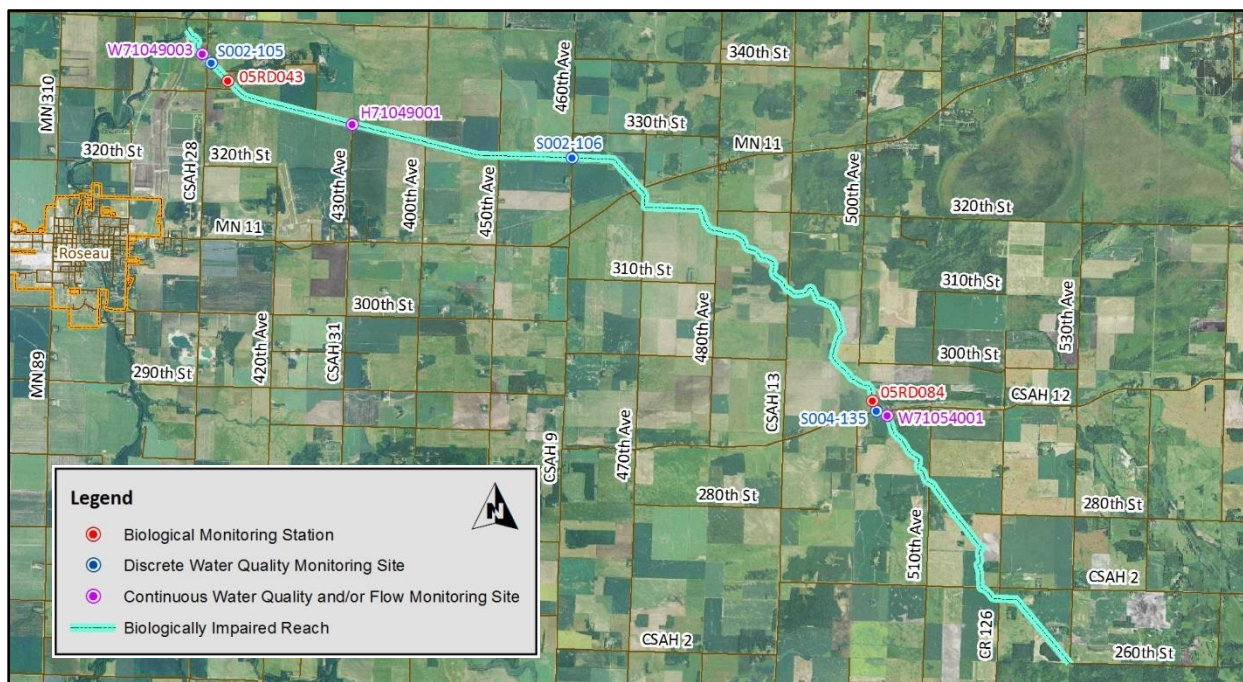 W71049003
S002-105
340th St
05RD043
MN 310
460th Ave
H71049001
330th St
S002-106
MN 11
320th St
CSAH 28
320th St
430th Ave
400th Ave
450th Ave
500th Ave
320th St
MN 11
Roseau
310th St
310th St
530th Ave
300th St
480th Ave
420th Ave
CSAH 31
300th St
MN 89
290th St
CSAH 13
05RD084
CSAH 12
S004-135
W71054001
CSAH 9
470th Ave
280th St
280th St
510th Ave
CSAH 2
CR 126
CSAH 2
260th St
Legend
N
Biological Monitoring Station
Discrete Water Quality Monitoring Site
Continuous Water Quality and/or Flow Monitoring Site
Biologically Impaired Reach